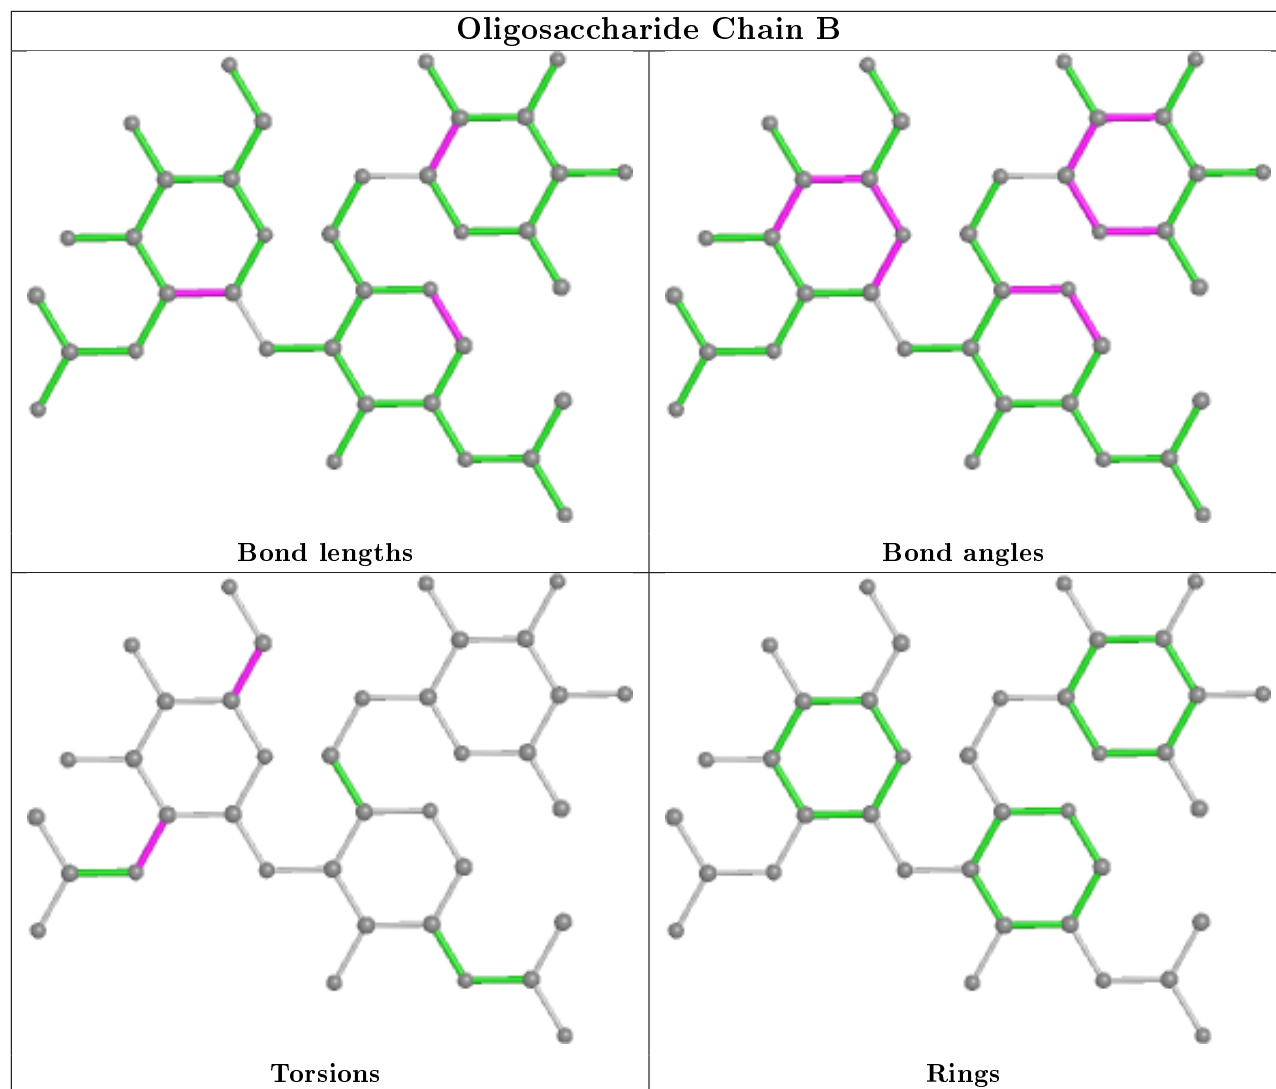 Oligosaccharide Chain B
Bond lengths
Bond angles
Torsions
Rings